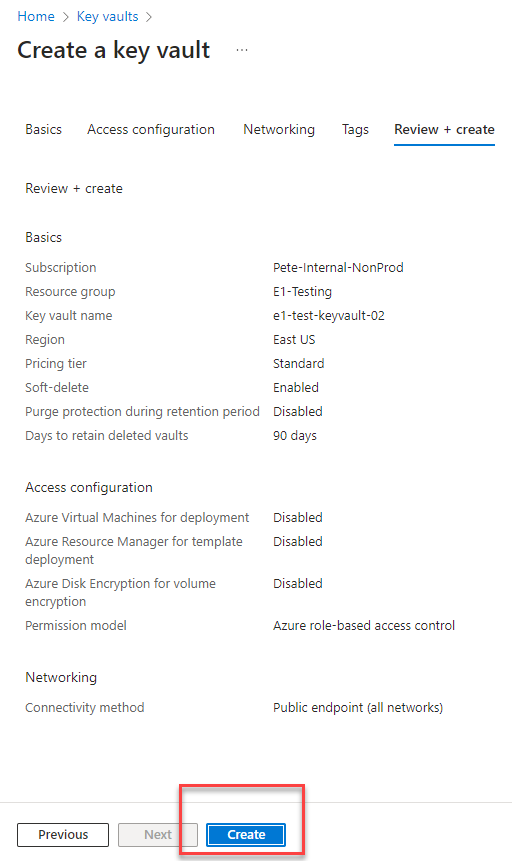 Home > Key vaults >
Create a key vault ...
Basics Access configuration Networking Tags Review + create
Review + create
Basics
Subscription Pete-Internal-NonProd
Resource group E1-Testing
Key vault name e1-test-keyvault-02
Region East US
Pricing tier Standard
Soft-delete Enabled
Purge protection during retention period Disabled
Days to retain deleted vaults 90 days
Access configuration
Azure Virtual Machines for deployment Disabled
Azure Resource Manager for template Disabled
deployment
Azure Disk Encryption for volume Disabled
encryption
Permission model Azure role-based access control
Networking
Connectivity method Public endpoint (all networks)
Previous Next Create